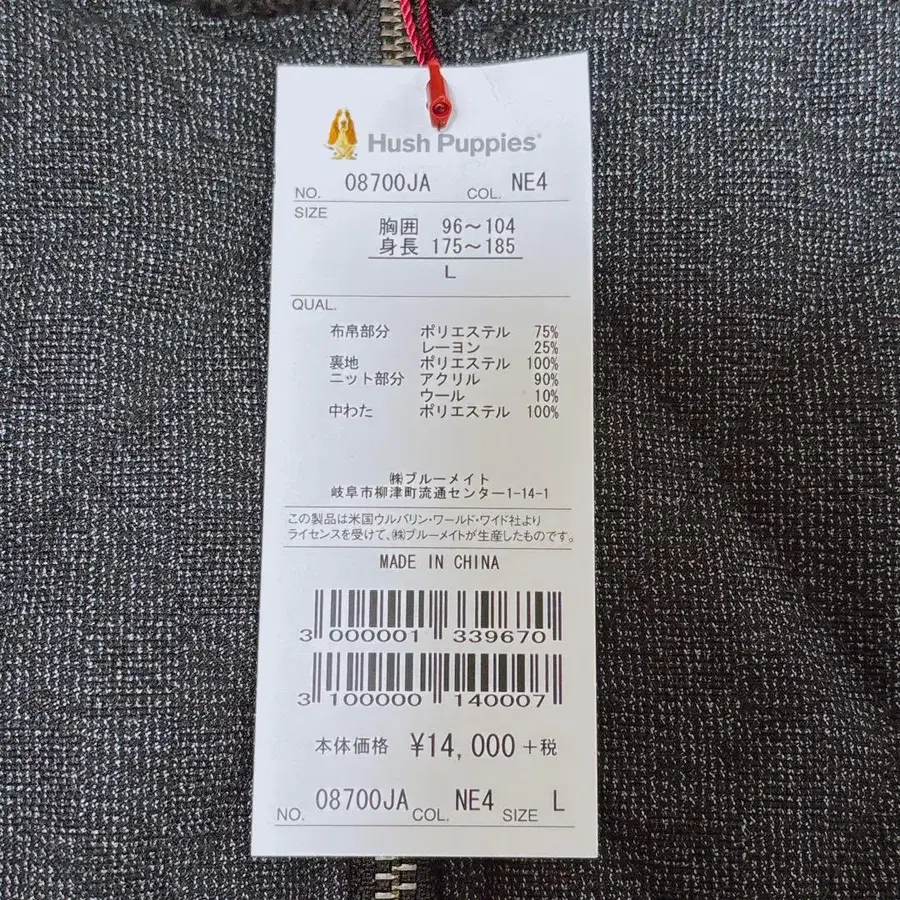 Hush Puppies®
NO. 08700JA COL. NE4
SIZE
胸囲 96～104
身長 175～185
L
QUAL.
布帛部分 ポリエステル 75%
レーヨン 25%
裏地 ポリエステル 100%
ニット部分 アクリル 90%
ウール 10%
中わた ポリエステル 100%
㈱ブルーメイト
岐阜市柳津町流通センター1-14-1
この製品は米国ウルバリン・ワールド・ワイド社より
ライセンスを受けて、㈱ブルーメイトが生産したものです。
MADE IN CHINA
3 000001 339670
3 100000 140007
本体価格 ¥14,000+税
NO. 08700JA COL. NE4 SIZE L